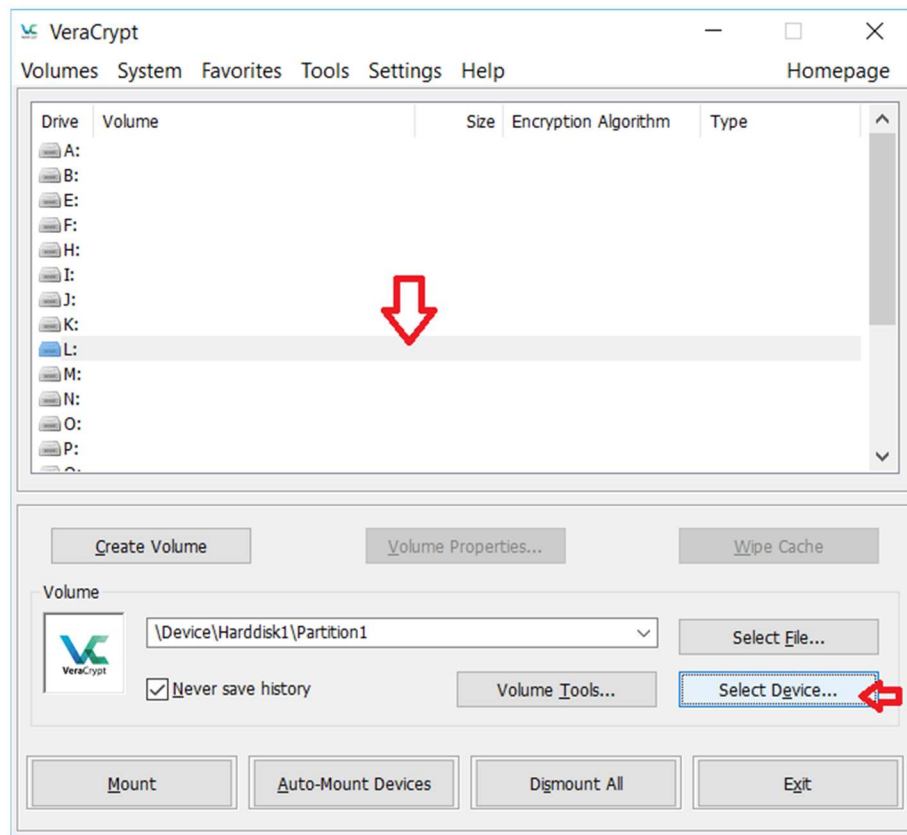 VeraCrypt
Volumes System Favorites Tools Settings Help Homepage
Drive Volume Size Encryption Algorithm Type
A:
B:
E:
F:
H:
I:
J:
K:
L:
M:
N:
O:
P:
Create Volume Volume Properties... Wipe Cache
Volume
VeraCrypt
\Device\Harddisk1\Partition1 Select File...
Never save history Volume Tools... Select Device...
Mount Auto-Mount Devices Dismount All Exit